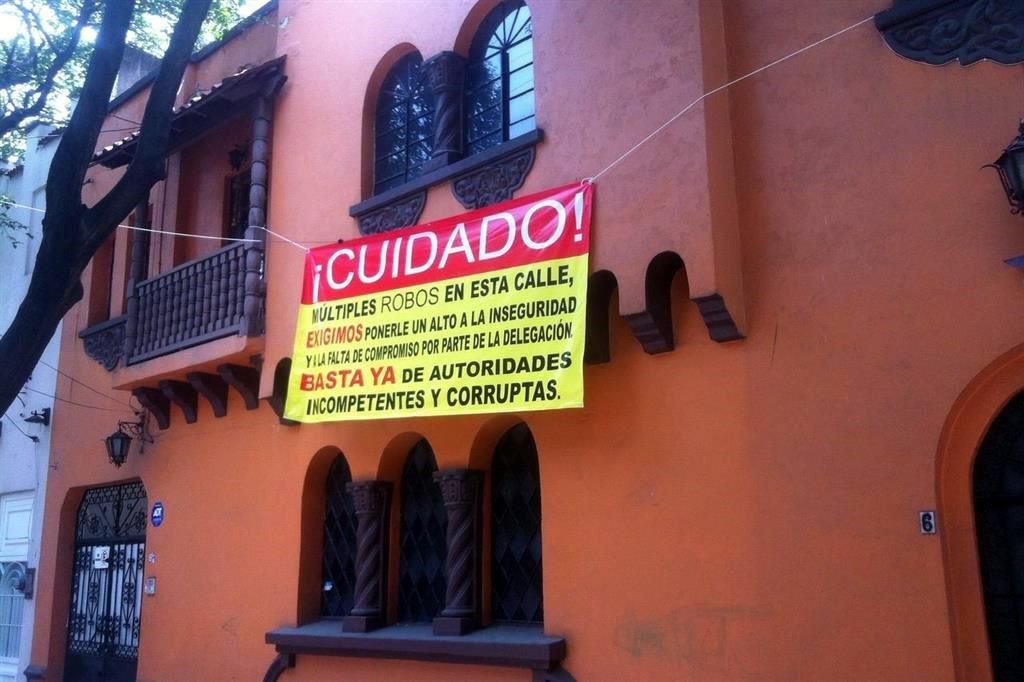 ¡CUIDADO!
MÚLTIPLES ROBOS EN ESTA CALLE,
EXIGIMOS PONERLE UN ALTO A LA INSEGURIDAD
Y A LA FALTA DE COMPROMISO POR PARTE DE LA DELEGACIÓN.
BASTA YA DE AUTORIDADES
INCOMPETENTES Y CORRUPTAS.
ADT
6